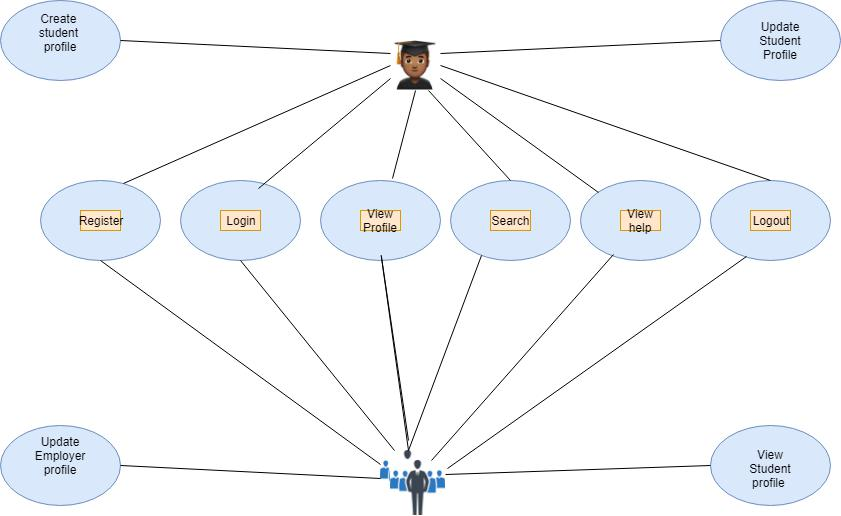 Create
student
profile
Update
Student
Profile
Register
Login
View
Profile
Search
View
help
Logout
Update
Employer
profile
View
Student
profile